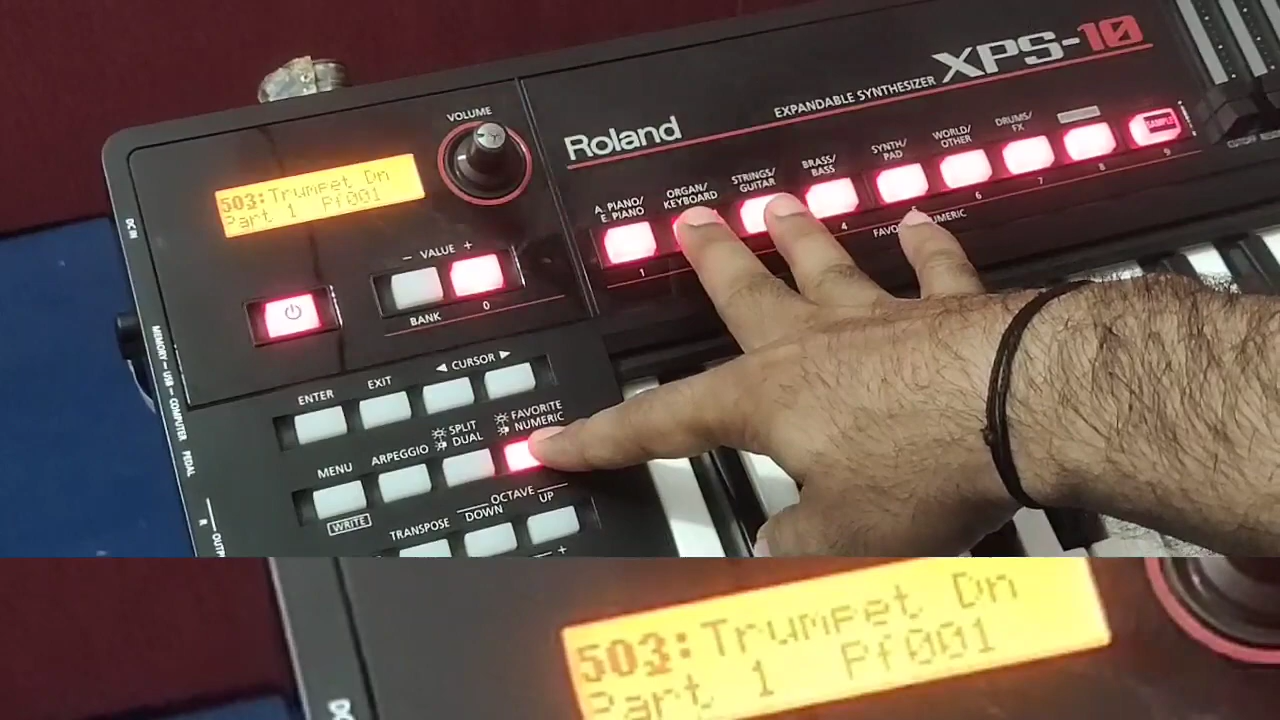 XPS-10
EXPANDABLE SYNTHESIZER
Roland
VOLUME
503:Trumpet Dn
Part 1 Pf001
DC IN
A. PIANO/
E. PIANO
ORGAN/
KEYBOARD
STRINGS/
GUITAR
BRASS/
BASS
SYNTH/
PAD
WORLD/
OTHER
DRUMS/
FX
SAMPLE
1
4
5
6
7
8
9
NUMERIC
− VALUE +
BANK
0
MEMORY – USB – COMPUTER
PEDAL
R
ENTER
EXIT
◀ CURSOR ▶
MENU
ARPEGGIO
SPLIT
DUAL
FAVORITE
NUMERIC
WRITE
TRANSPOSE
OCTAVE
DOWN
UP
− +
503:Trumpet Dn
Part 1 Pf001